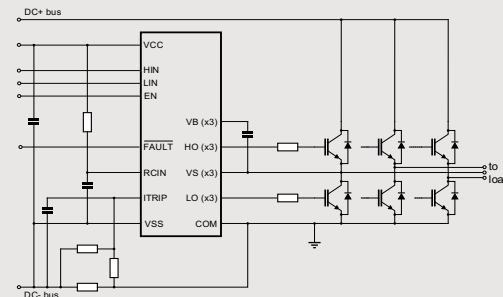 DC+ bus
VCC
HIN
LIN
EN
VB (x3)
FAULT
HO (x3)
RCIN
VS (x3)
to
loa
ITRIP
LO (x3)
VSS
COM
DC- bus